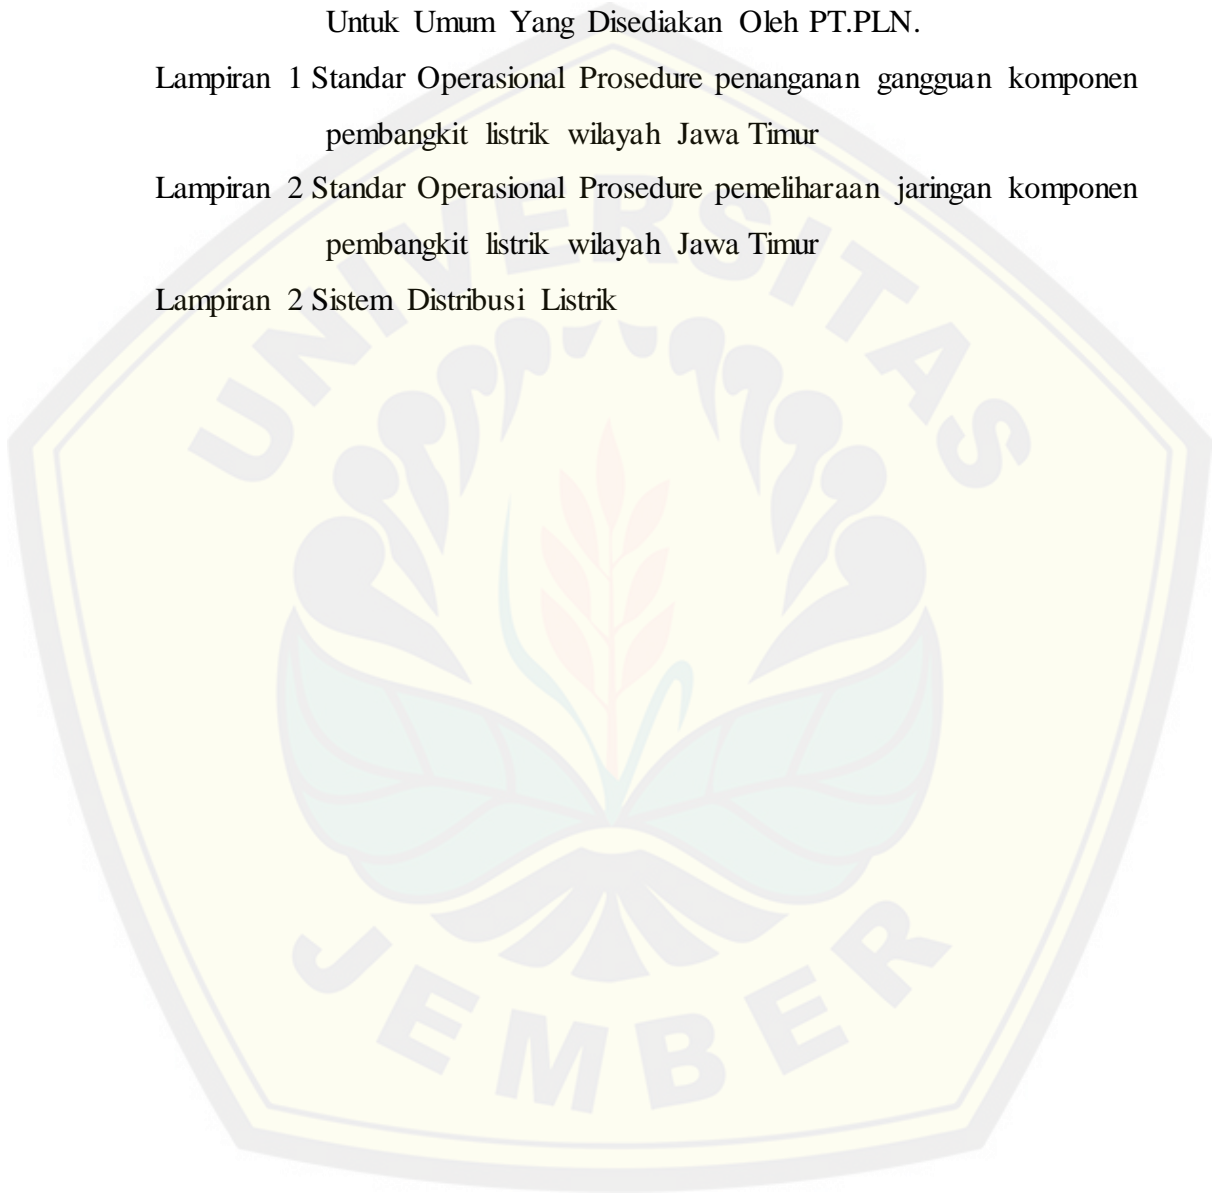 Untuk Umum Yang Disediakan Oleh PT.PLN.
Lampiran 1 Standar Operasional Prosedure penanganan gangguan komponen
pembangkit listrik wilayah Jawa Timur
Lampiran 2 Standar Operasional Prosedure pemeliharaan jaringan komponen
pembangkit listrik wilayah Jawa Timur
Lampiran 2 Sistem Distribusi Listrik
UNIVERSITAS
JEMBER